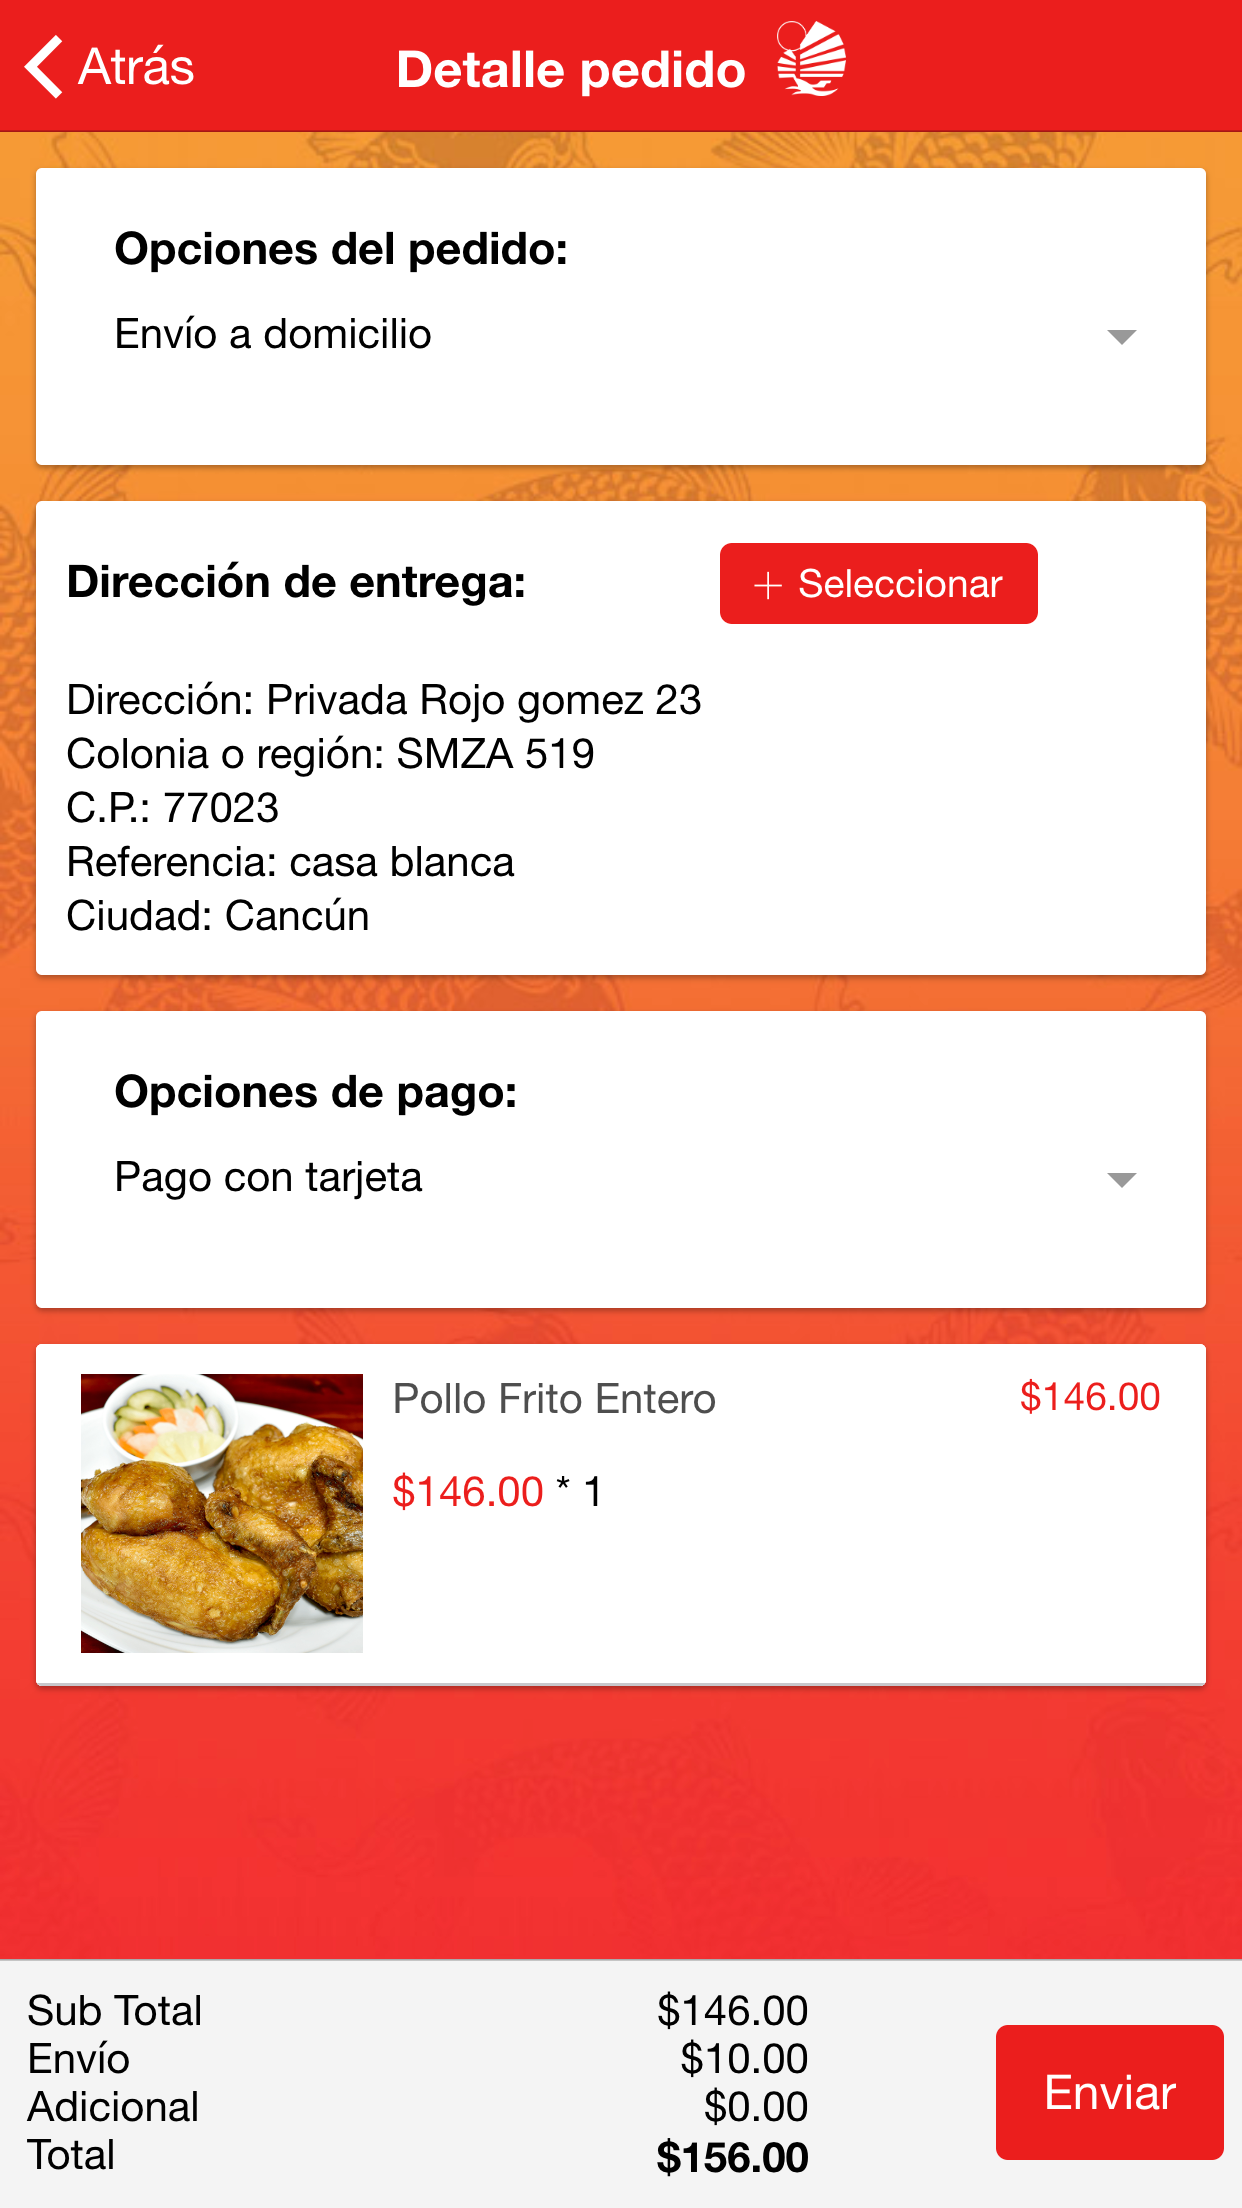 Atrás
Detalle pedido
Opciones del pedido:
Envío a domicilio
Dirección de entrega:
+ Seleccionar
Dirección: Privada Rojo gomez 23
Colonia o región: SMZA 519
C.P.: 77023
Referencia: casa blanca
Ciudad: Cancún
Opciones de pago:
Pago con tarjeta
Pollo Frito Entero $146.00
$146.00 * 1
Sub Total $146.00
Envío $10.00
Adicional $0.00
Total $156.00
Enviar